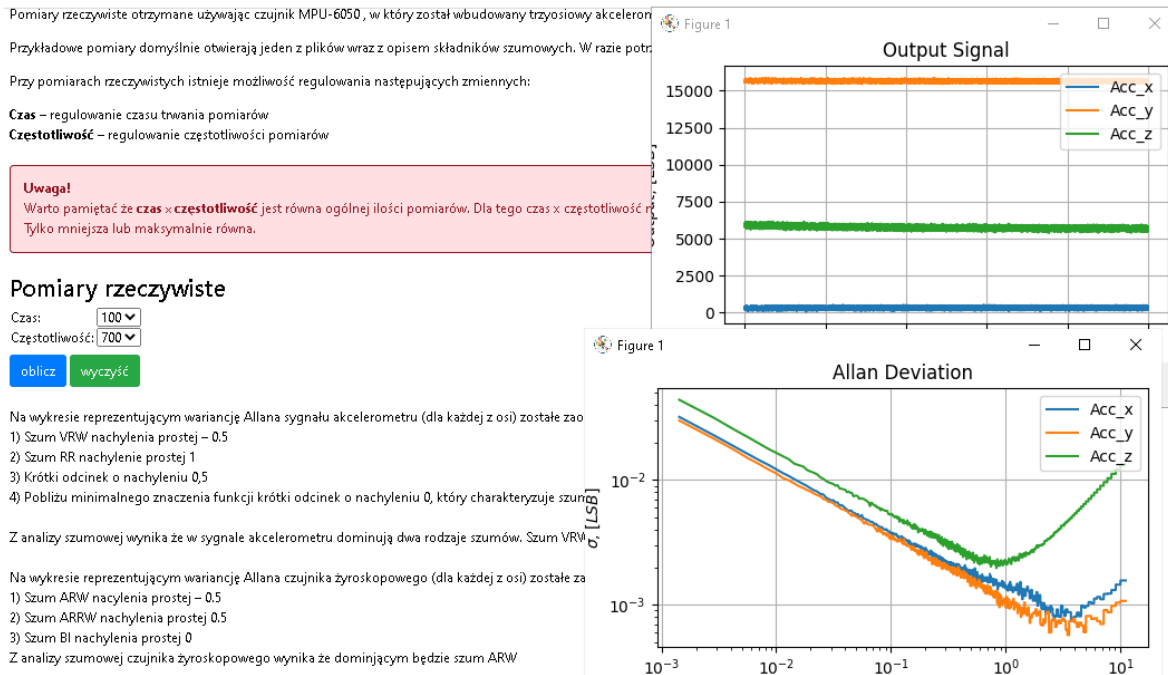 Pomiary rzeczywiste otrzymane używając czujnik MPU-6050 , w który został wbudowany trzyosiowy
Przykładowe pomiary domyślnie otwierają jeden z plików wraz z opisem składników szumowych. W razie
Przy pomiarach rzeczywistych istnieje możliwość regulowania następujących zmiennych:
Czas – regulowanie czasu trwania pomiarów
Częstotliwość – regulowanie częstotliwości pomiarów
Uwaga!
Warto pamiętać że czas × częstotliwość jest równa ogólnej ilości pomiarów. Dla tego czas x częstotliwość
Tylko mniejsza lub maksymalnie równa.
Pomiary rzeczywiste
Czas: 100
Częstotliwość: 700
oblicz wyczyść
Na wykresie reprezentującym wariancję Allana sygnału akcelerometru (dla każdej z osi) zostałe
1) Szum VRW nachylenia prostej – 0.5
2) Szum RR nachylenie prostej 1
3) Krótki odcinek o nachyleniu 0,5
4) Pobliżu minimalnego znaczenia funkcji krótki odcinek o nachyleniu 0, który charakteryzuje
Z analizy szumowej wynika że w sygnale akcelerometru dominują dwa rodzaje szumów. Szum
Na wykresie reprezentującym wariancję Allana czujnika żyroskopowego (dla każdej z osi) zostałe
1) Szum ARW nacylenia prostej – 0.5
2) Szum ARRW nachylenie prostej 0.5
3) Szum BI nachylenia prostej 0
Z analizy szumowej czujnika żyroskopowego wynika że dominjącym będzie szum ARW
Figure 1
Output Signal
15000
12500
10000
7500
5000
2500
0
Acc_x
Acc_y
Acc_z
Figure 1
Allan Deviation
σ, [LSB]
10⁻²
10⁻³
Acc_x
Acc_y
Acc_z
10⁻³ 10⁻² 10⁻¹ 10⁰ 10¹